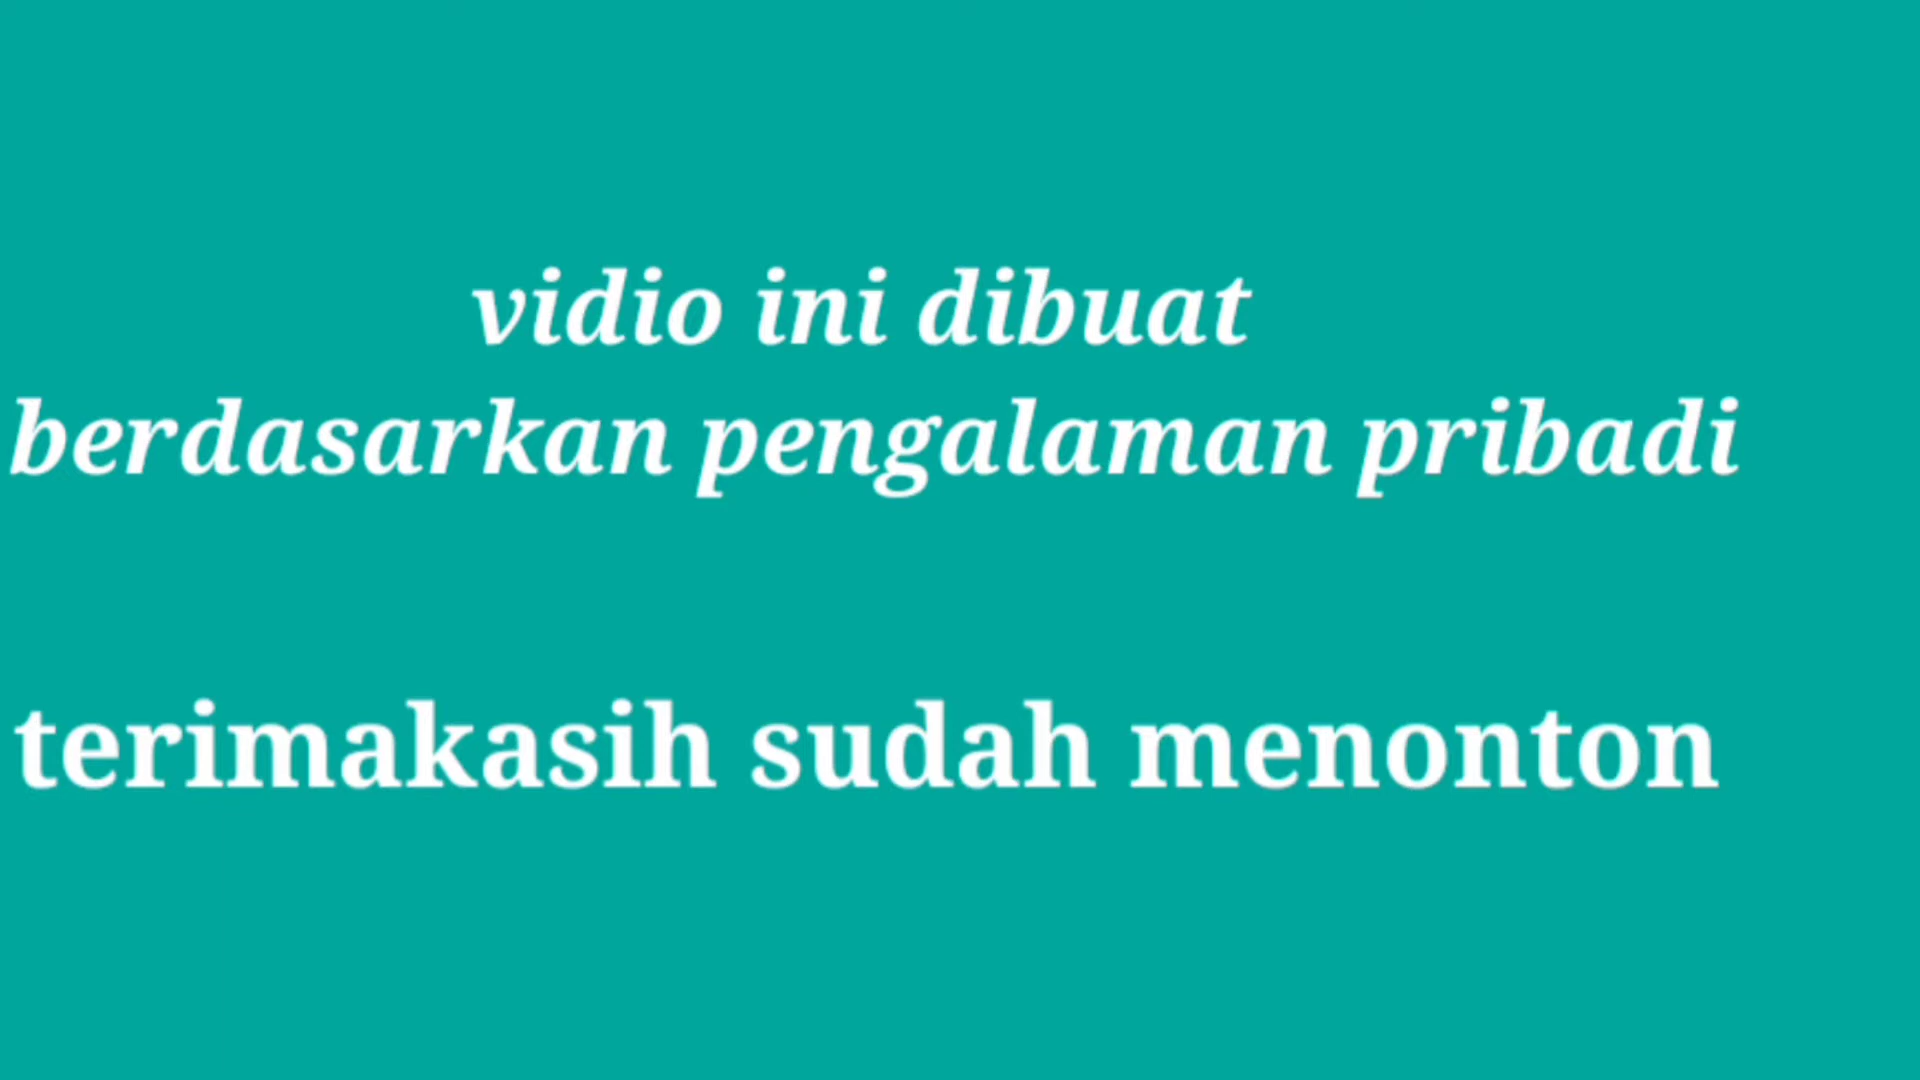 vidio ini dibuat
berdasarkan pengalaman pribadi
terimakasih sudah menonton